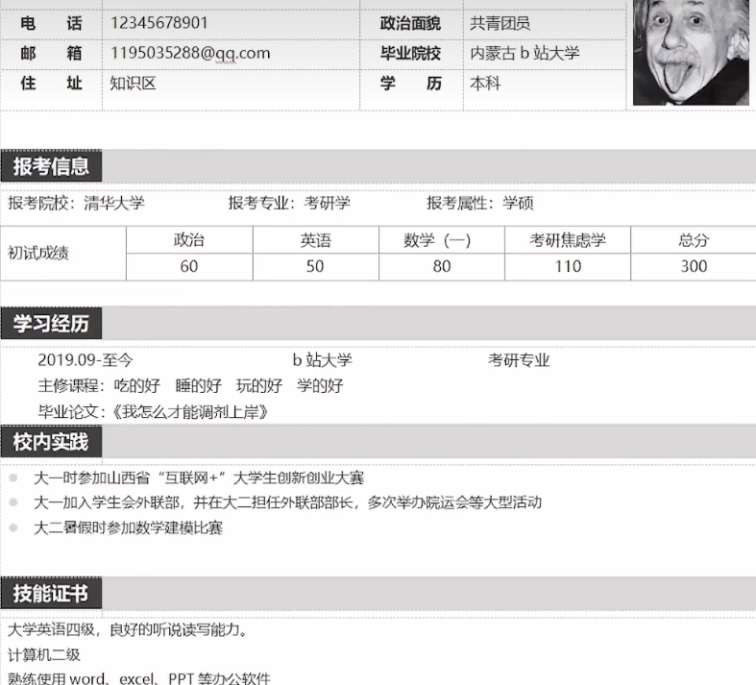 电 话 12345678901 政治面貌 共青团员
邮 箱 1195035288@qq.com 毕业院校 内蒙古 b 站大学
住 址 知识区 学 历 本科
报考信息
报考院校：清华大学 报考专业：考研学 报考属性：学硕
初试成绩 政治 英语 数学（一） 考研焦虑学 总分
60 50 80 110 300
学习经历
2019.09-至今 b 站大学 考研专业
主修课程：吃的好 睡的好 玩的好 学的好
毕业论文：《我怎么才能调剂上岸》
校内实践
大一时参加山西省“互联网+”大学生创新创业大赛
大一加入学生会外联部，并在大二担任外联部部长，多次举办院运会等大型活动
大二暑假时参加数学建模比赛
技能证书
大学英语四级，良好的听说读写能力。
计算机二级
熟练使用 word、excel、PPT 等办公软件